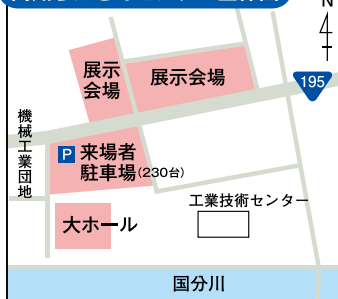 N
195
展示
会場
展示会場
機械工業団地
P 来場者
駐車場(230台)
工業技術センター
大ホール
国分川